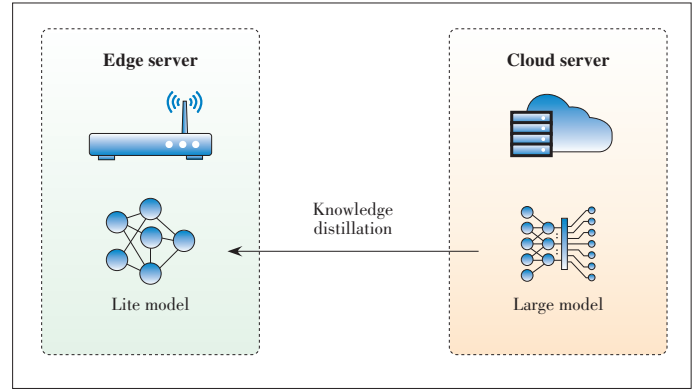 Edge server
Cloud server
Knowledge
distillation
Lite model
Large model